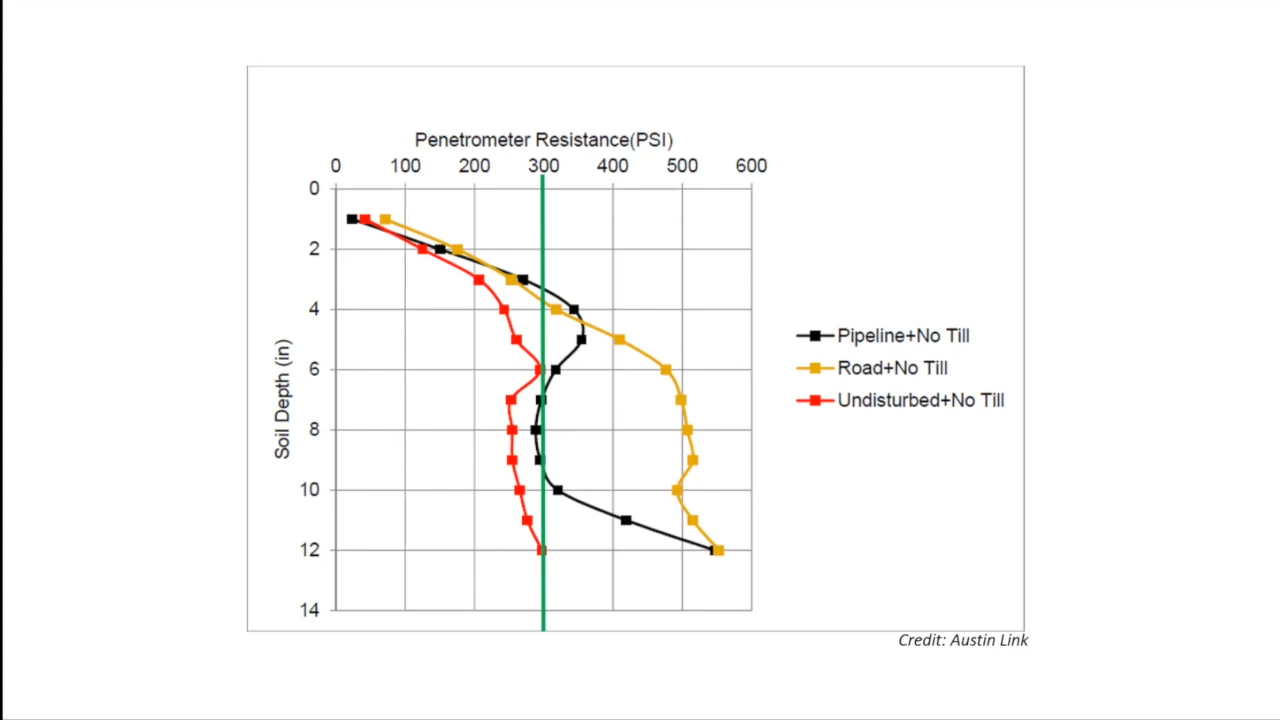 Penetrometer Resistance(PSI)
0 100 200 300 400 500 600
0
2
4
6
8
10
12
14
Soil Depth (in)
Pipeline+No Till
Road+No Till
Undisturbed+No Till
Credit: Austin Link